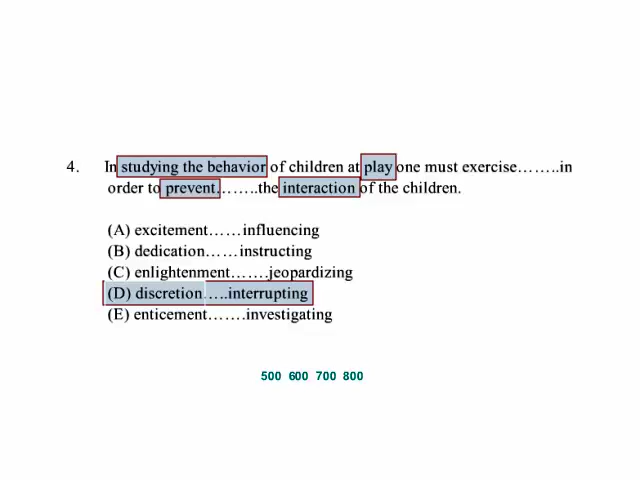 4. In studying the behavior of children at play one must exercise……..in
order to prevent……..the interaction of the children.
(A) excitement……influencing
(B) dedication……instructing
(C) enlightenment…….jeopardizing
(D) discretion…..interrupting
(E) enticement…….investigating
500 600 700 800